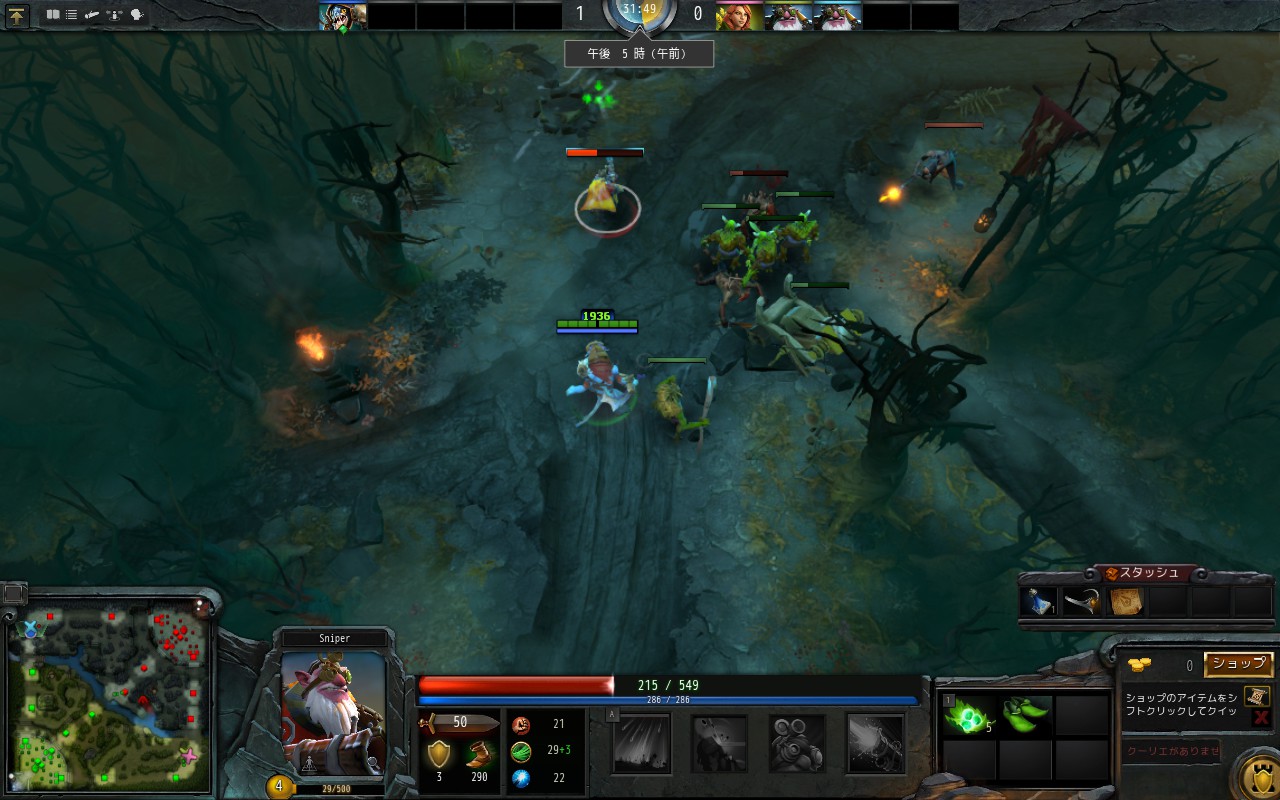 1
31:49
0
午後 5 時 (午前)
1936
スタッシュ
Sniper
215 / 549
286 / 286
50
21
29+3
3
290
22
A
4
29/500
1
5
0
ショップ
ショップのアイテムをシ
フトクリックしてクイッ
クーリエがありませ